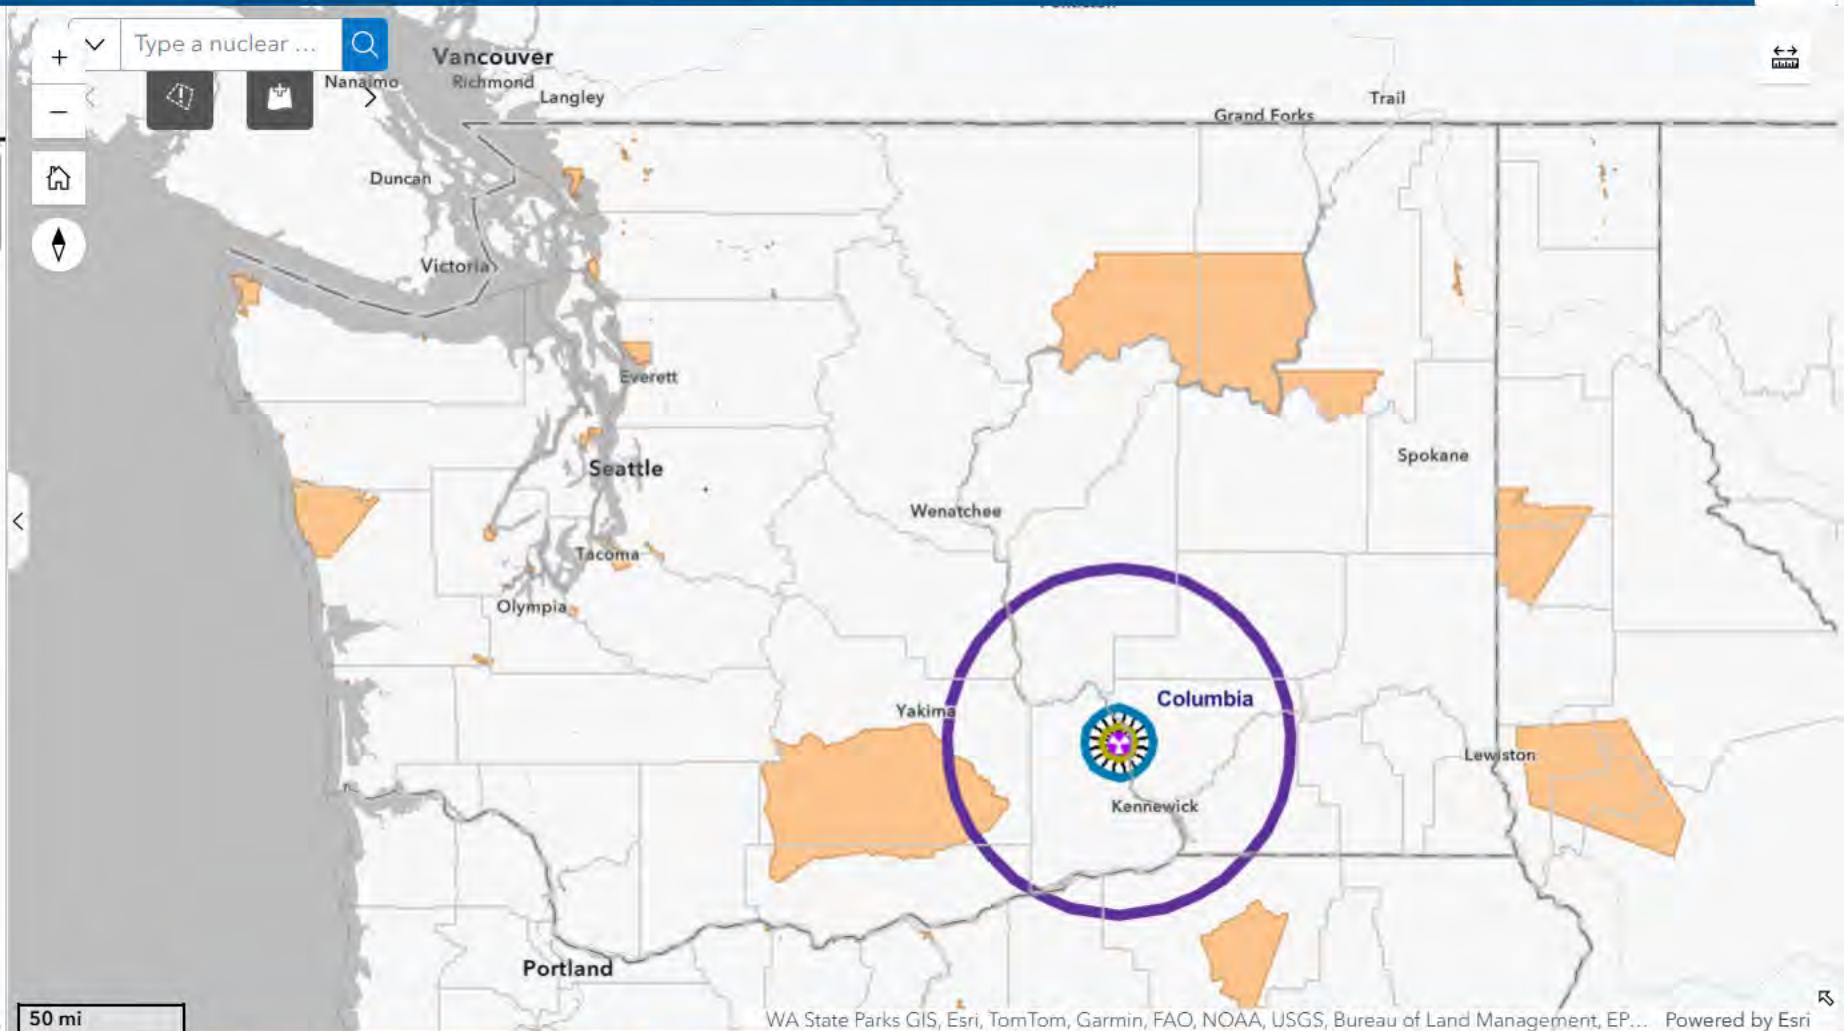 Type a nuclear ...
Vancouver
Nanaimo
Richmond
Langley
Trail
Grand Forks
Duncan
Victoria
Everett
Seattle
Spokane
Wenatchee
Tacoma
Olympia
Columbia
Yakima
Lewiston
Kennewick
Portland
50 mi
WA State Parks GIS, Esri, TomTom, Garmin, FAO, NOAA, USGS, Bureau of Land Management, EP... Powered by Esri